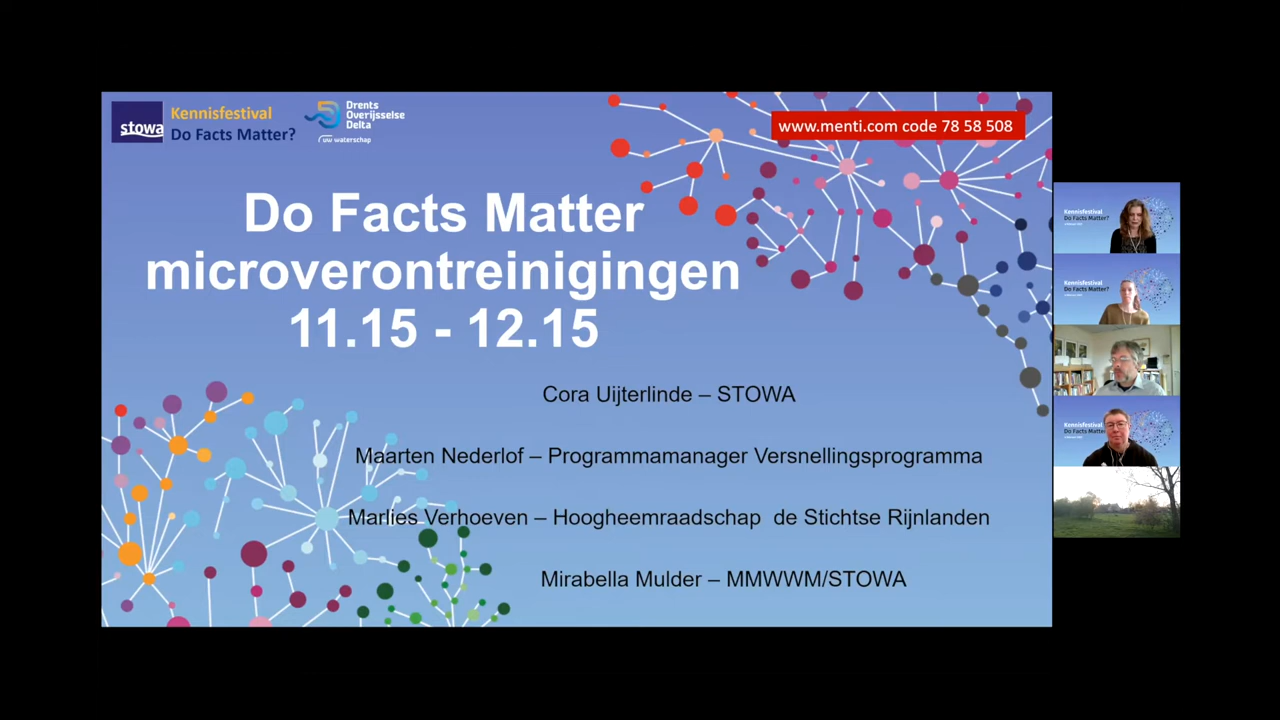 stowa
Kennisfestival
Do Facts Matter?
Drents
Overijsselse
Delta
uw waterschap
www.menti.com code 78 58 508
Do Facts Matter
microverontreinigingen
11.15 - 12.15
Cora Uijterlinde – STOWA
Maarten Nederlof – Programmamanager Versnellingsprogramma
Marlies Verhoeven – Hoogheemraadschap de Stichtse Rijnlanden
Mirabella Mulder – MMWWM/STOWA
Kennisfestival
Do Facts Matter?
Kennisfestival
Do Facts Matter?
Kennisfestival
Do Facts Matter